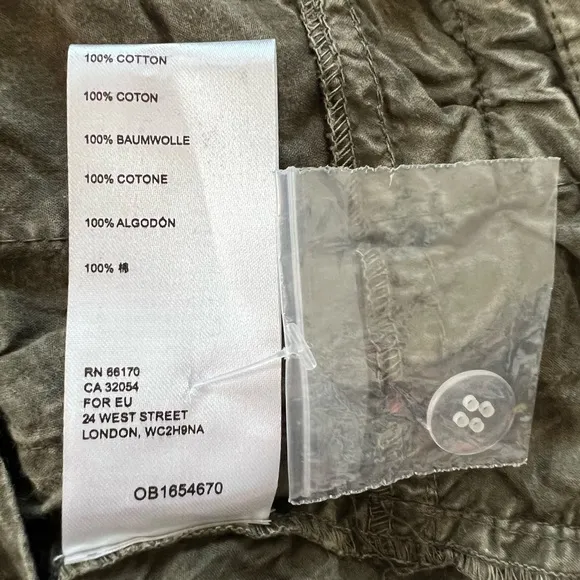 100% COTTON
100% COTON
100% BAUMWOLLE
100% COTONE
100% ALGODÓN
100% 棉
RN 66170
CA 32054
FOR EU
24 WEST STREET
LONDON, WC2H9NA
OB1654670